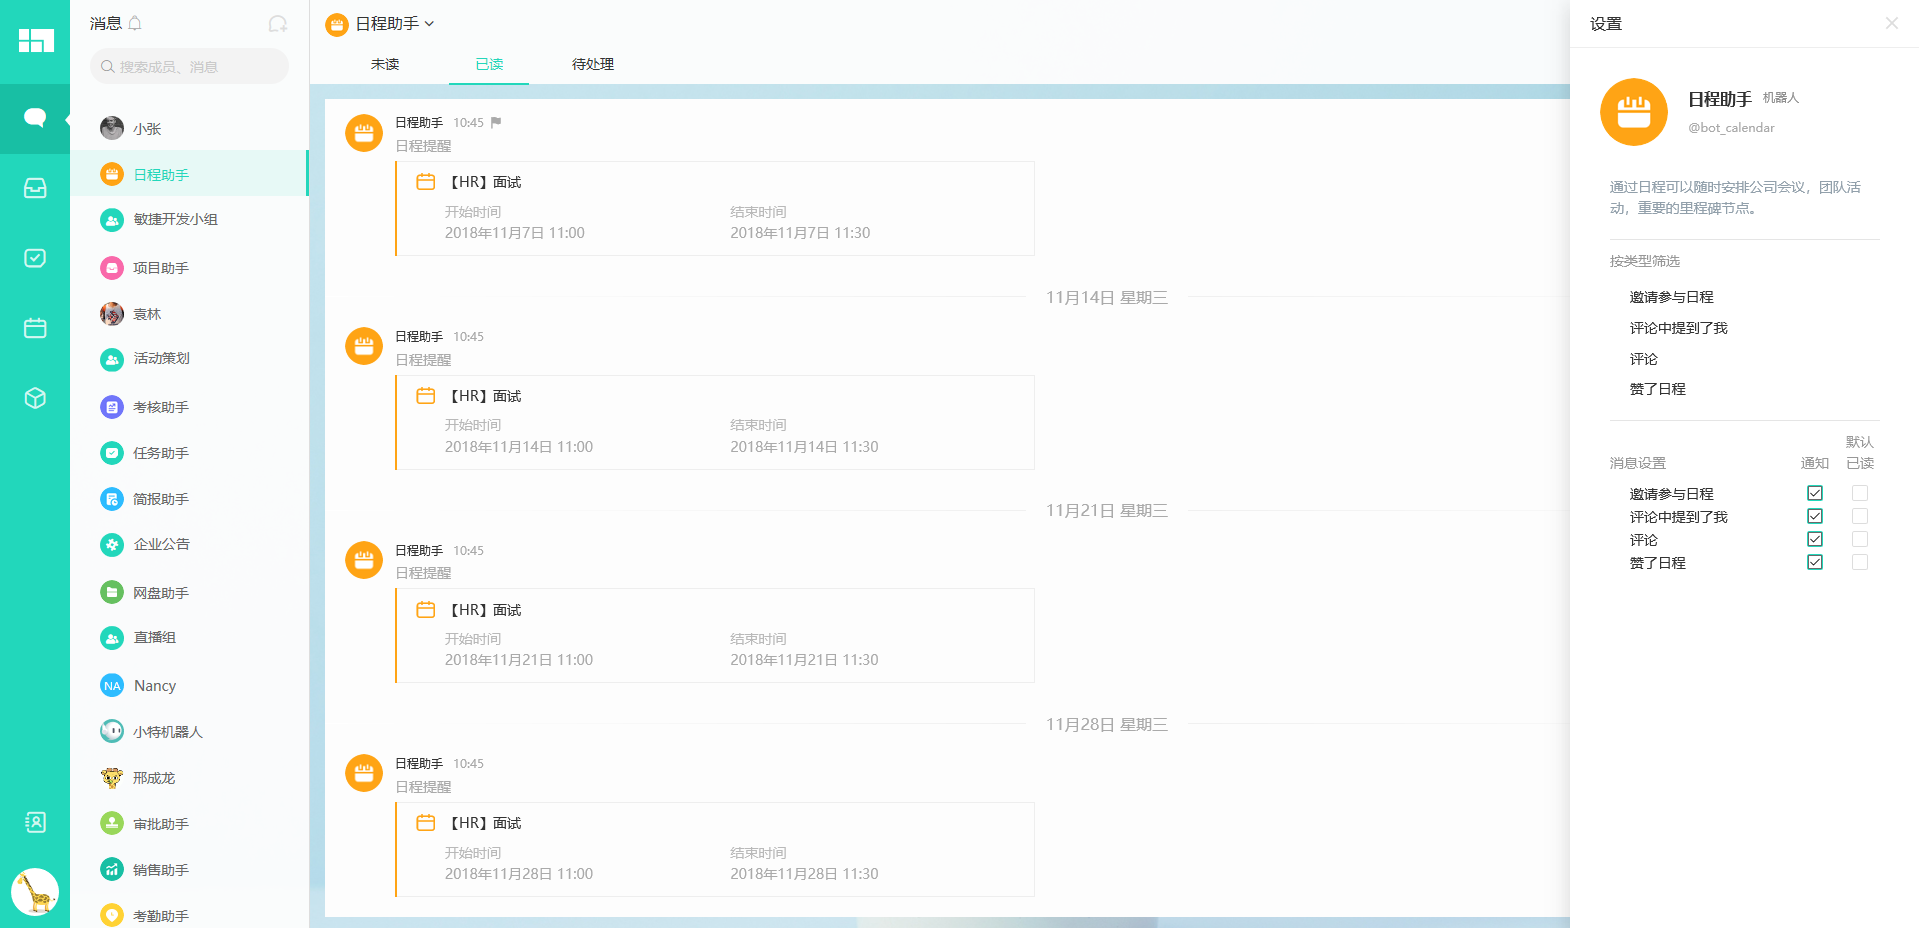 消息
搜索成员、消息
小张
日程助手
敏捷开发小组
项目助手
袁林
活动策划
考核助手
任务助手
简报助手
企业公告
网盘助手
直播组
NA Nancy
小特机器人
邢成龙
审批助手
销售助手
考勤助手
日程助手
未读 已读 待处理
日程助手 10:45
日程提醒
【HR】面试
开始时间 结束时间
2018年11月7日 11:00 2018年11月7日 11:30
11月14日 星期三
日程助手 10:45
日程提醒
【HR】面试
开始时间 结束时间
2018年11月14日 11:00 2018年11月14日 11:30
11月21日 星期三
日程助手 10:45
日程提醒
【HR】面试
开始时间 结束时间
2018年11月21日 11:00 2018年11月21日 11:30
11月28日 星期三
日程助手 10:45
日程提醒
【HR】面试
开始时间 结束时间
2018年11月28日 11:00 2018年11月28日 11:30
设置
日程助手 机器人
@bot_calendar
通过日程可以随时安排公司会议，团队活
动，重要的里程碑节点。
按类型筛选
邀请参与日程
评论中提到了我
评论
赞了日程
默认
消息设置 通知 已读
邀请参与日程
评论中提到了我
评论
赞了日程